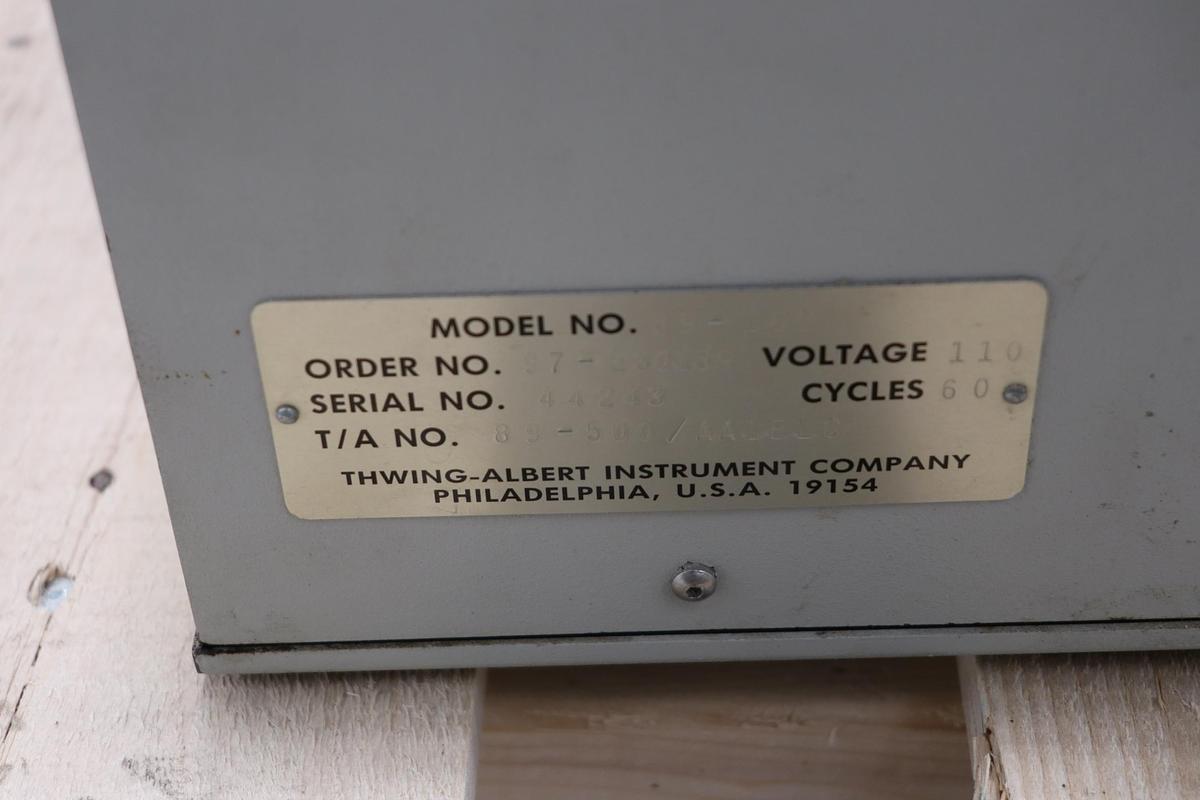 MODEL NO.
ORDER NO.
VOLTAGE 110
SERIAL NO. 44243
CYCLES 60
T/A NO.
THWING-ALBERT INSTRUMENT COMPANY
PHILADELPHIA, U.S.A. 19154